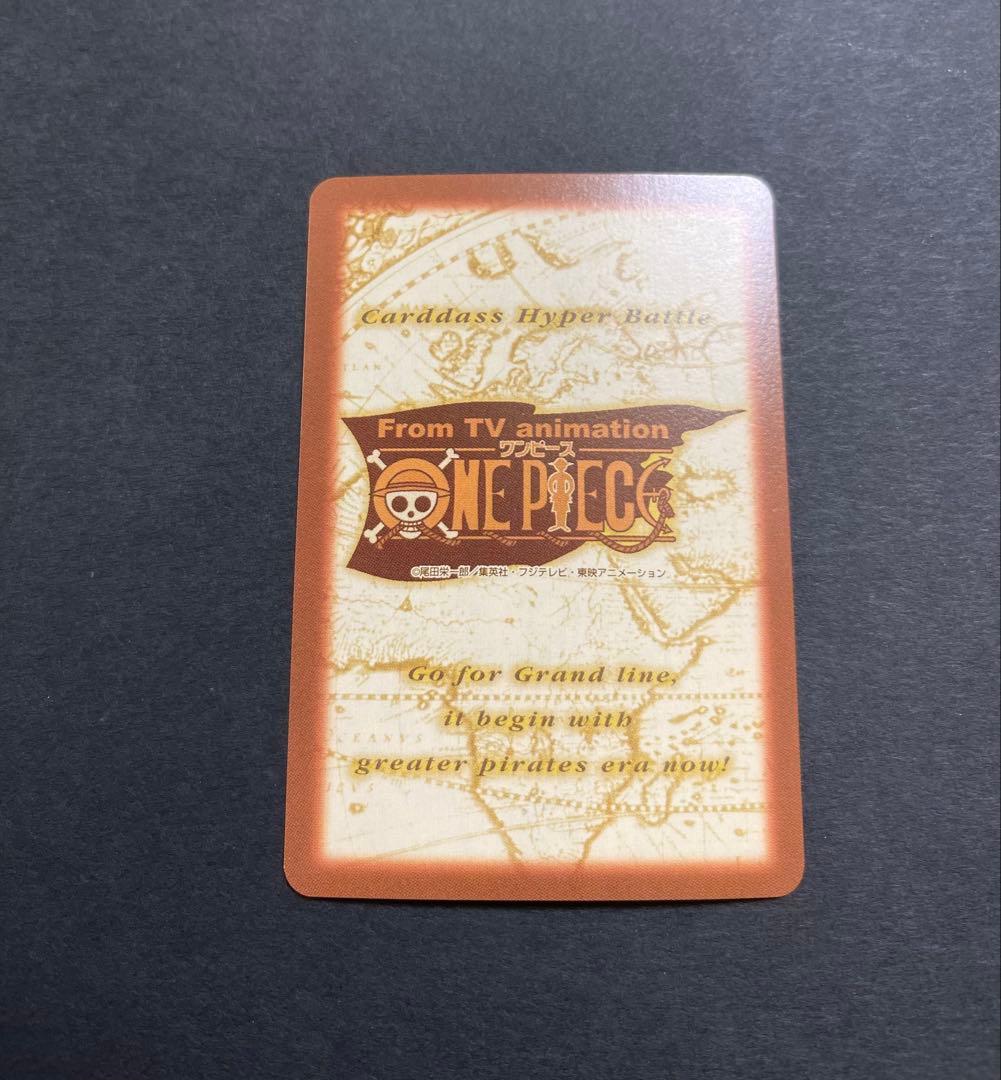 Carddass Hyper Battle
From TV animation
ワンピース
ONE PIECE
©尾田栄一郎／集英社・フジテレビ・東映アニメーション
Go for Grand line,
it begin with
greater pirates era now!